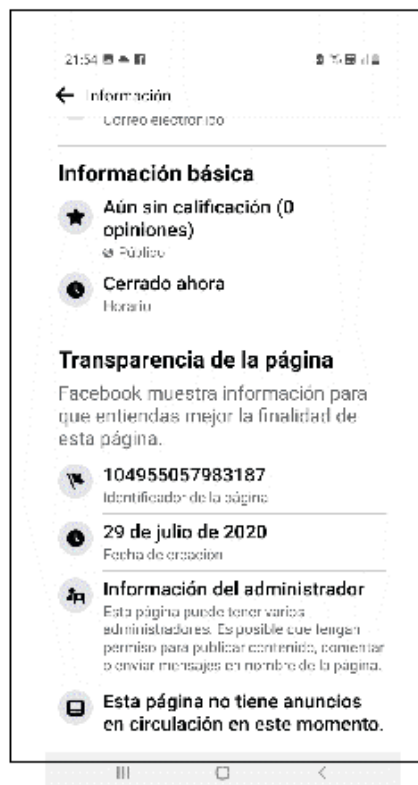 21:54
Información
Correo electrónico
Información básica
Aún sin calificación (0
opiniones)
Público
Cerrado ahora
Horario
Transparencia de la página
Facebook muestra información para
que entiendas mejor la finalidad de
esta página.
104955057983187
Identificador de la página
29 de julio de 2020
Fecha de creación
Información del administrador
Esta página puede tener varios
administradores. Es posible que tengan
permiso para publicar contenido, comentar
o enviar mensajes en nombre de la página.
Esta página no tiene anuncios
en circulación en este momento.